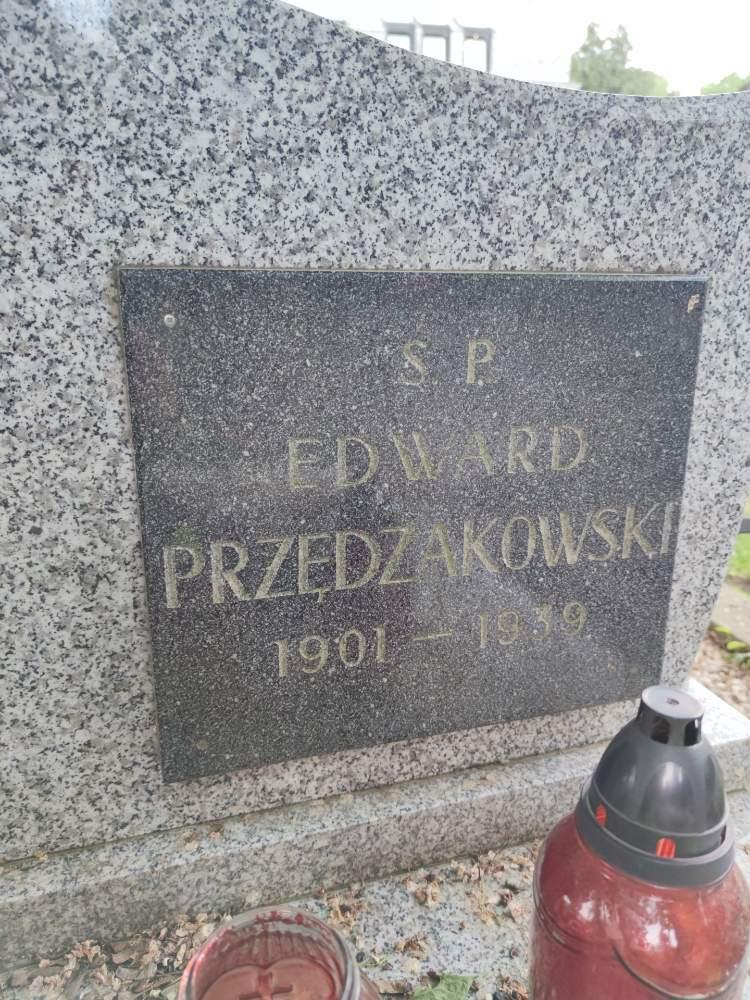 Ś. P.
EDWARD
PRZĘDZAKOWSKI
1901 — 1939